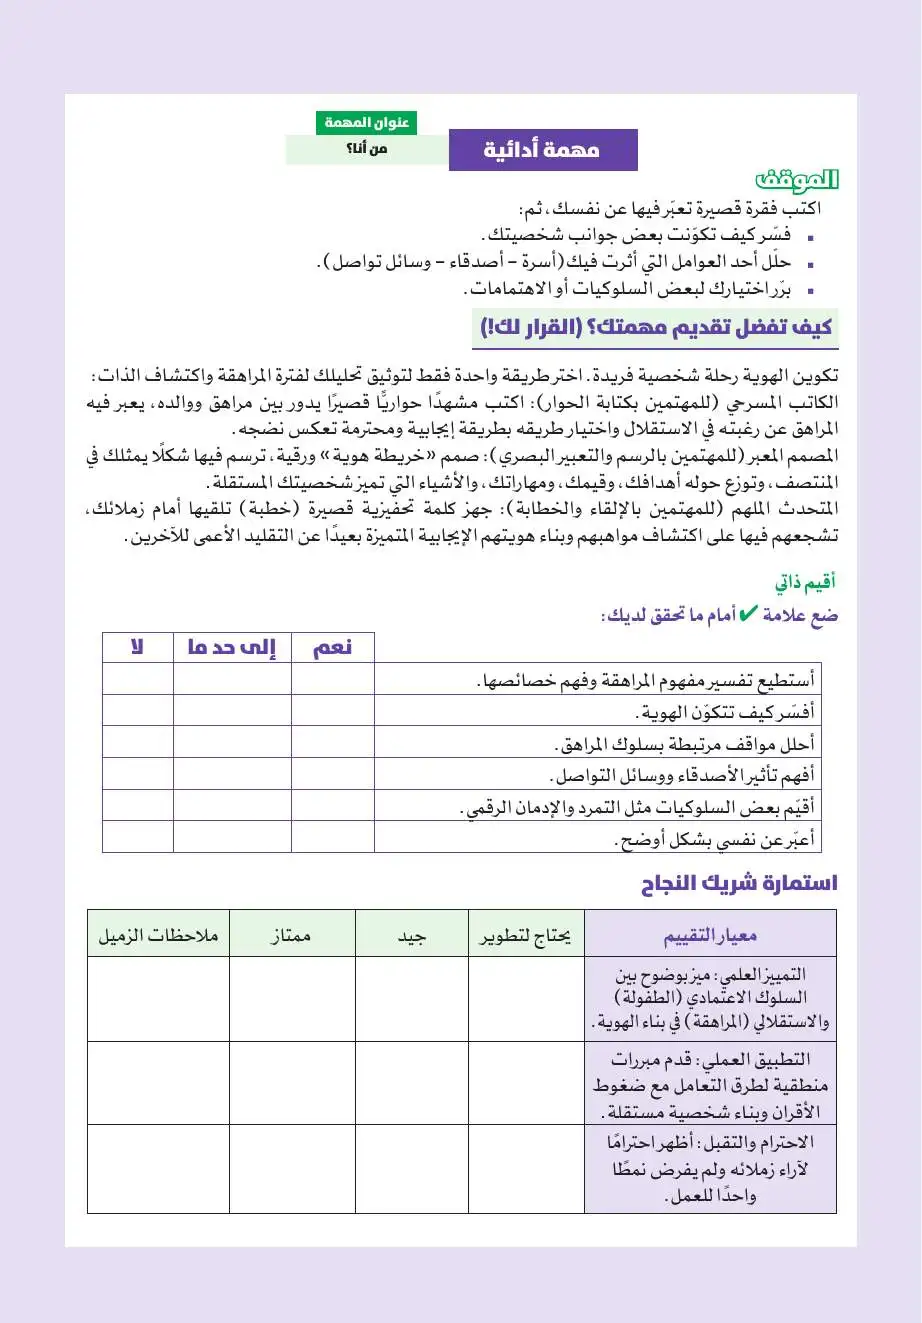 عنوان المهمة
مهمة أدائية
من أنا؟
الموقف
اكتب فقرة قصيرة تعبّر فيها عن نفسك، ثم:
▪ فسّر كيف تكوّنت بعض جوانب شخصيتك.
▪ حلّل أحد العوامل التي أثرت فيك (أسرة – أصدقاء – وسائل تواصل).
▪ برّر اختيارك لبعض السلوكيات أو الاهتمامات.
كيف تفضل تقديم مهمتك؟ (القرار لك!)
تكوين الهوية رحلة شخصية فريدة. اختر طريقة واحدة فقط لتوثيق تحليلك لفترة المراهقة واكتشاف الذات:
الكاتب المسرحي (للمهتمين بكتابة الحوار): اكتب مشهدًا حواريًّا قصيرًا يدور بين مراهق ووالده، يعبر فيه
المراهق عن رغبته في الاستقلال واختيار طريقه بطريقة إيجابية ومحترمة تعكس نضجه.
المصمم المعبر (للمهتمين بالرسم والتعبير البصري): صمم «خريطة هوية» ورقية، ترسم فيها شكلًا يمثلك في
المنتصف، وتوزع حوله أهدافك، وقيمك، ومهاراتك، والأشياء التي تميز شخصيتك المستقلة.
المتحدث الملهم (للمهتمين بالإلقاء والخطابة): جهز كلمة تحفيزية قصيرة (خطبة) تلقيها أمام زملائك،
تشجعهم فيها على اكتشاف مواهبهم وبناء هويتهم الإيجابية المتميزة بعيدًا عن التقليد الأعمى للآخرين.
أقيم ذاتي
ضع علامة ✔ أمام ما تحقق لديك:
نعم إلى حد ما لا
أستطيع تفسير مفهوم المراهقة وفهم خصائصها.
أفسّر كيف تتكوّن الهوية.
أحلل مواقف مرتبطة بسلوك المراهق.
أفهم تأثير الأصدقاء ووسائل التواصل.
أقيّم بعض السلوكيات مثل التمرد والإدمان الرقمي.
أعبّر عن نفسي بشكل أوضح.
استمارة شريك النجاح
معيار التقييم يحتاج لتطوير جيد ممتاز ملاحظات الزميل
التمييز العلمي: ميز بوضوح بين
السلوك الاعتمادي (الطفولة)
والاستقلالي (المراهقة) في بناء الهوية.
التطبيق العملي: قدم مبررات
منطقية لطرق التعامل مع ضغوط
الأقران وبناء شخصية مستقلة.
الاحترام والتقبل: أظهر احترامًا
لآراء زملائه ولم يفرض نمطًا
واحدًا للعمل.